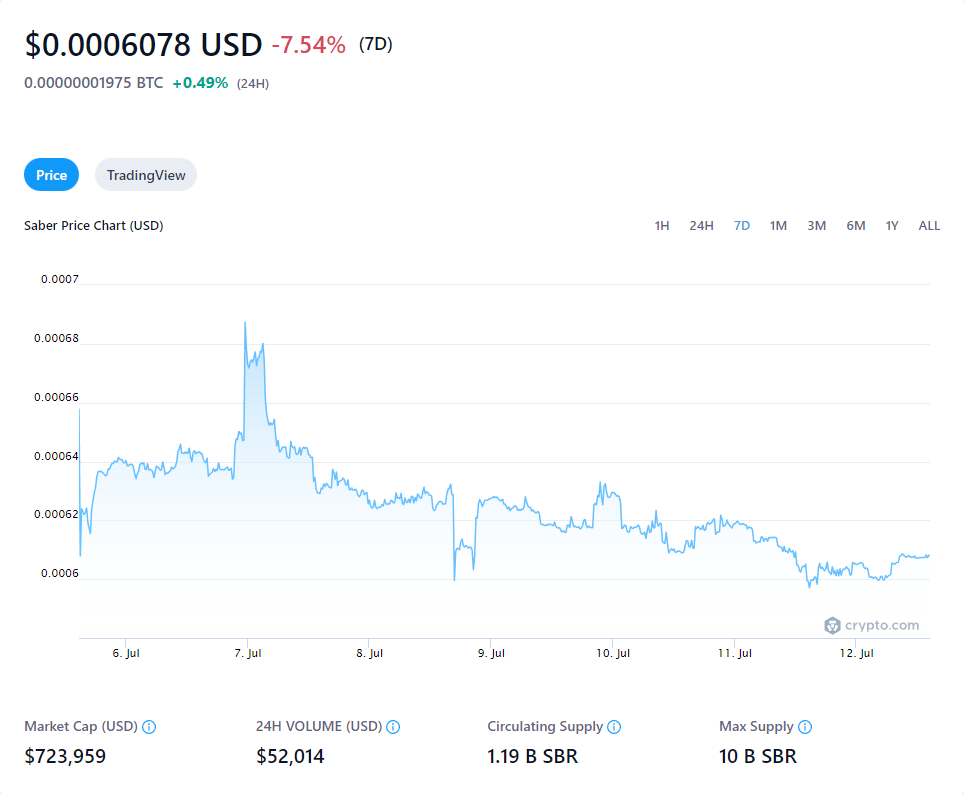 $0.0006078 USD -7.54% (7D)
0.00000001975 BTC +0.49% (24H)
Price TradingView
Saber Price Chart (USD) 1H 24H 7D 1M 3M 6M 1Y ALL
0.0007
0.00068
0.00066
0.00064
0.00062
0.0006
crypto.com
6. Jul 7. Jul 8. Jul 9. Jul 10. Jul 11. Jul 12. Jul
Market Cap (USD) 24H VOLUME (USD) Circulating Supply Max Supply
$723,959 $52,014 1.19 B SBR 10 B SBR